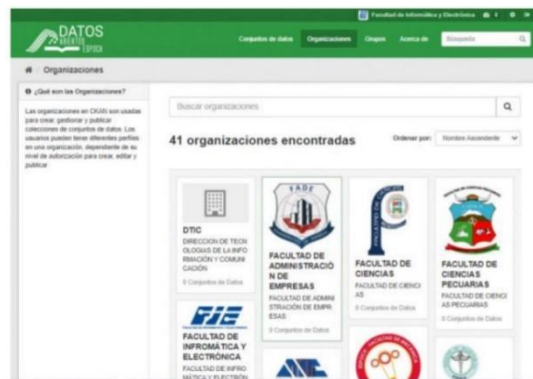 Facultad de Informática y Electrónica
DATOS
ABIERTOS
ESPOCH
Conjuntos de datos Organizaciones Grupos Acerca de Búsqueda
Organizaciones
¿Qué son las Organizaciones?
Las organizaciones en CKAN son usadas
para crear, gestionar y publicar
colecciones de conjuntos de datos. Los
usuarios pueden tener diferentes perfiles
en una organización, dependiente de su
nivel de autorización para crear, editar y
publicar
Buscar organizaciones
41 organizaciones encontradas
Ordenar por: Nombre Ascendente
DTIC
DIRECCION DE TECN
OLOGIAS DE LA INFO
RMACIÓN Y COMUNI
CACIÓN
0 Conjuntos de Datos
FADE
FACULTAD DE
ADMINISTRACIÓ
N DE
EMPRESAS
FACULTAD DE ADMINI
STRACIÓN DE EMPR
ESAS
0 Conjuntos de Datos
FACULTAD DE
CIENCIAS
FACULTAD DE CIENCI
AS
0 Conjuntos de Datos
FACULTAD DE
CIENCIAS
PECUARIAS
FACULTAD DE CIENCI
AS PECUARIAS
0 Conjuntos de Datos
FIE
FACULTAD DE
INFROMÁTICA Y
ELECTRÓNICA
FACULTAD DE INFRO
MÁTICA Y ELECTRÓN